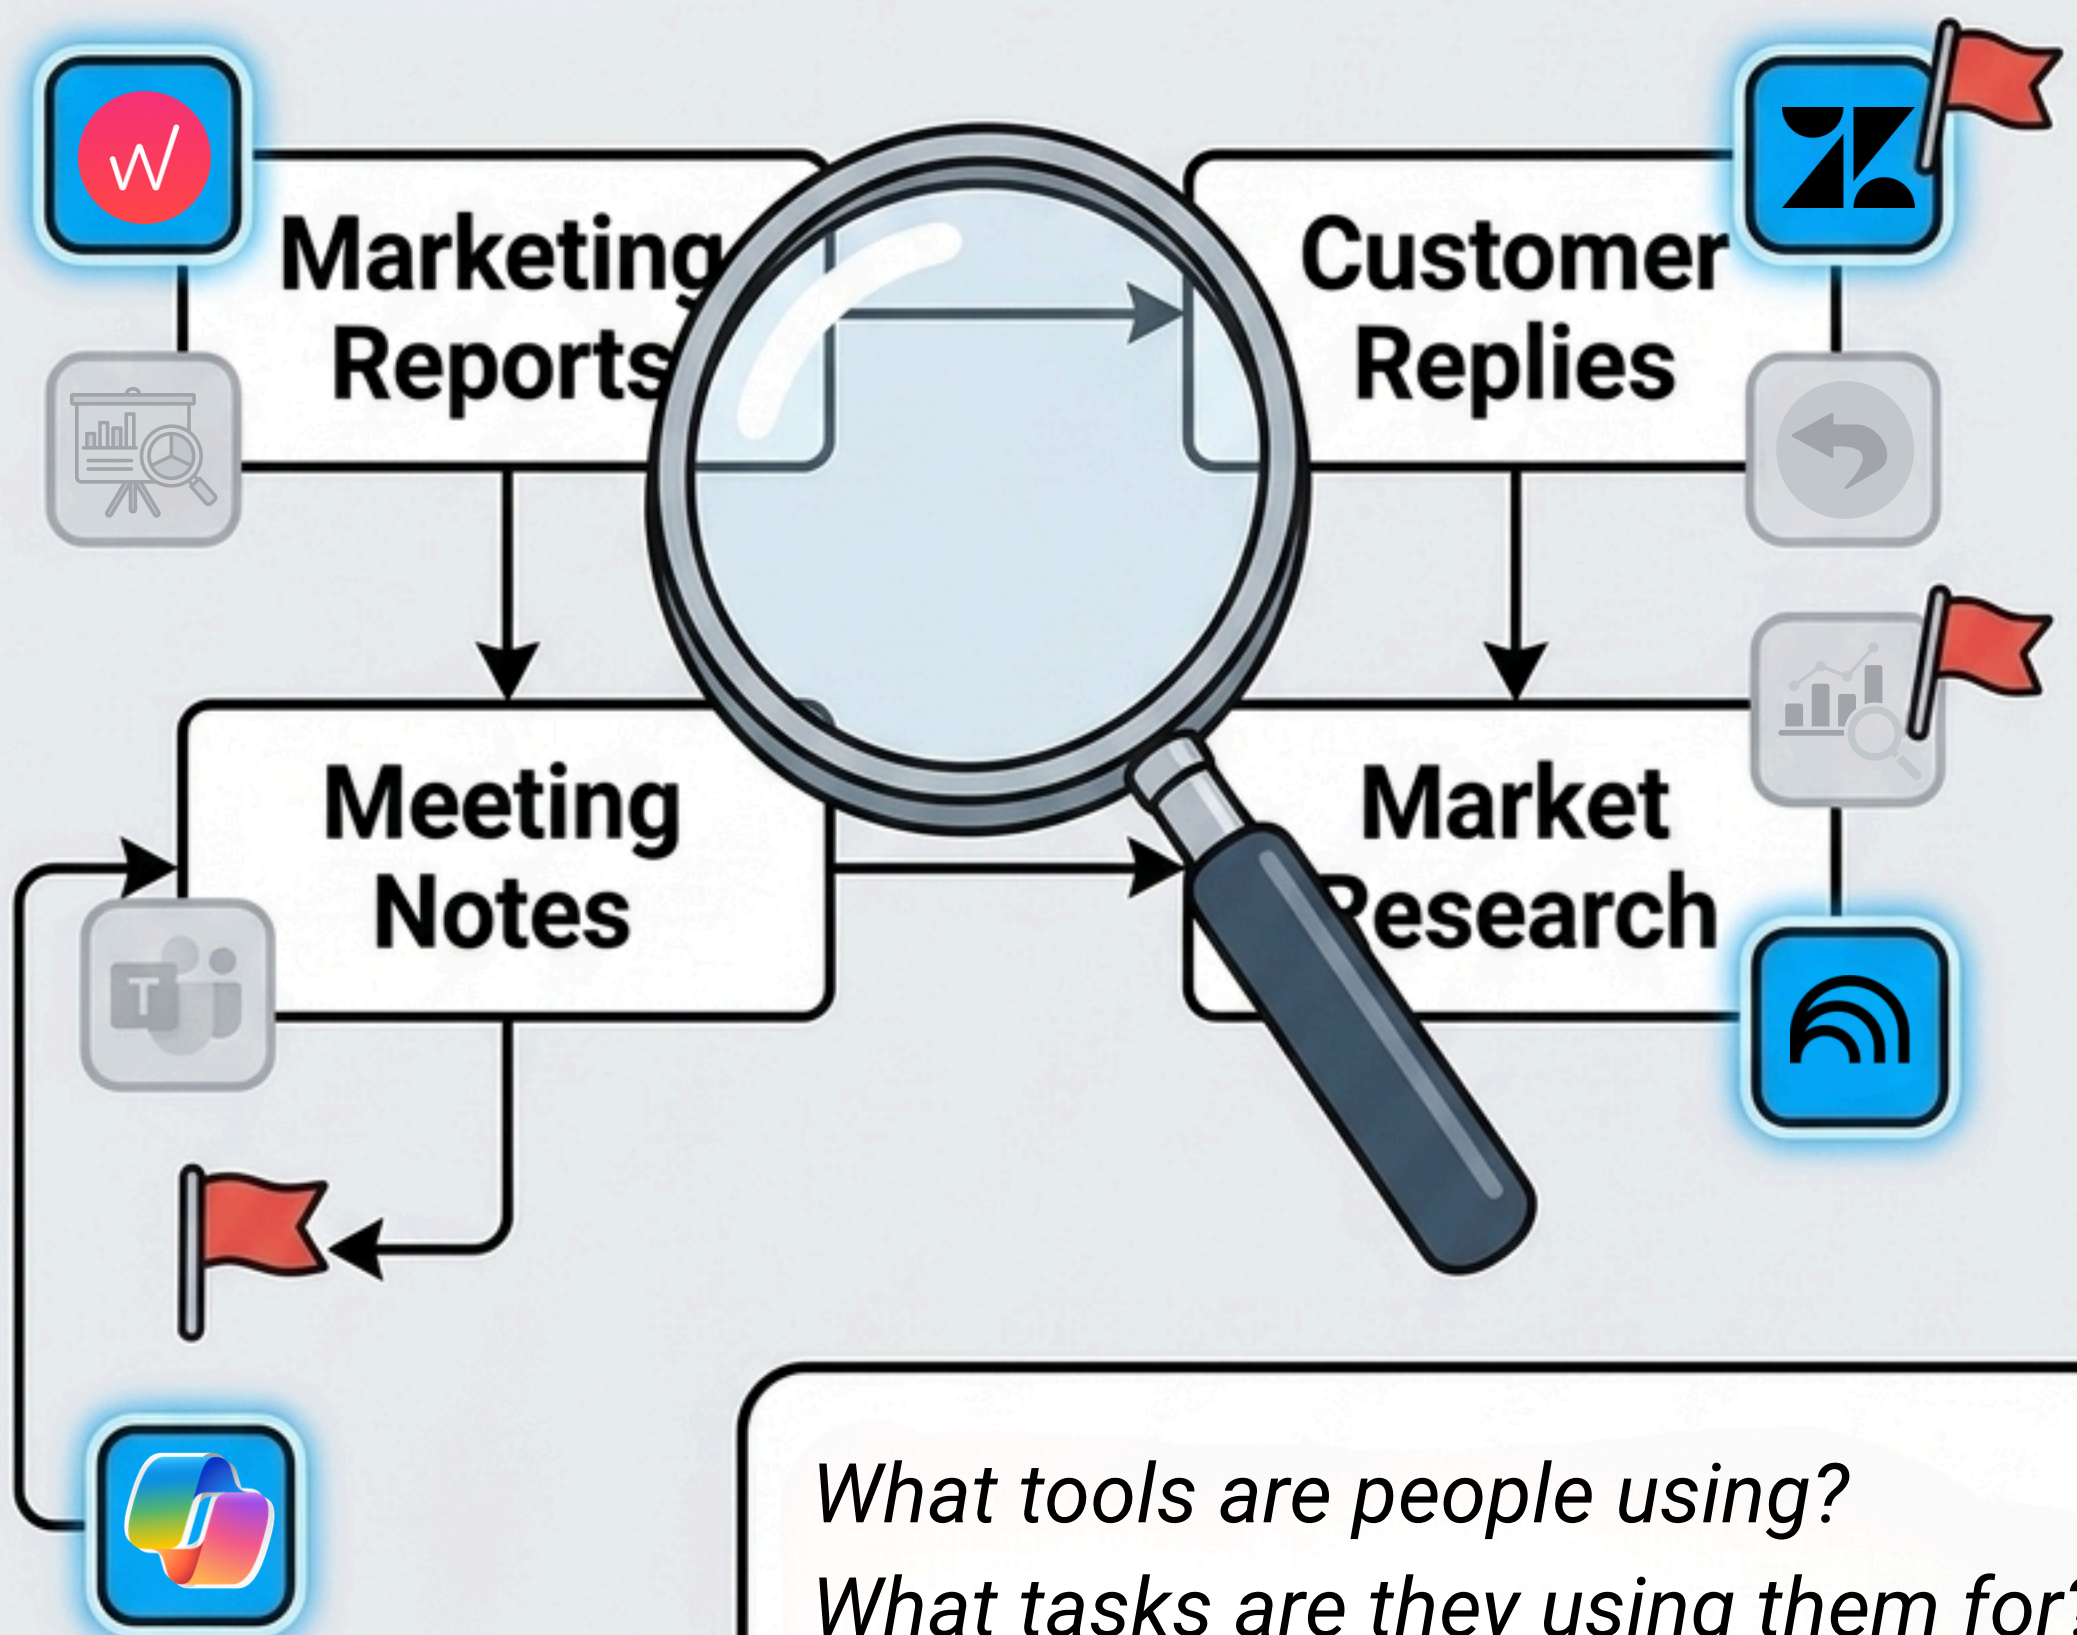 Marketing
Reports
Customer
Replies
Meeting
Notes
Market
Research
T
What tools are people using?
What tasks are they using them for?